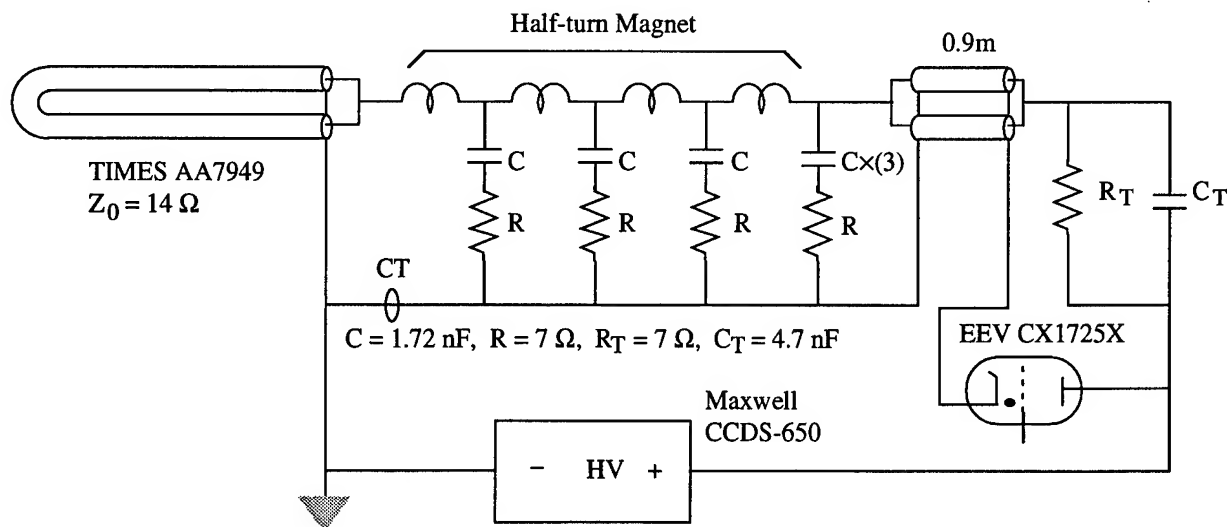 Half-turn Magnet
0.9m
TIMES AA7949
Z₀ = 14 Ω
C
C
C
C×(3)
R
R
R
R
R_T
C_T
CT
C = 1.72 nF, R = 7 Ω, R_T = 7 Ω, C_T = 4.7 nF
EEV CX1725X
Maxwell
CCDS-650
− HV +